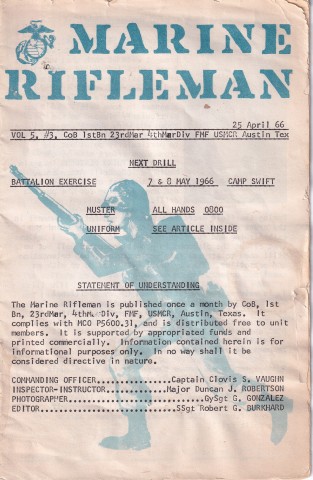 MARINE
RIFLEMAN
25 April 66
VOL 5, #3, CoB 1stBn 23rdMar 4thMarDiv FMF USMCR Austin Tex
NEXT DRILL
BATTALION EXERCISE 7 & 8 MAY 1966 CAMP SWIFT
MUSTER ALL HANDS 0800
UNIFORM SEE ARTICLE INSIDE
STATEMENT OF UNDERSTANDING
The Marine Rifleman is published once a month by CoB, 1st
Bn, 23rdMar, 4thMarDiv, FMF, USMCR, Austin, Texas. It
complies with MCO P5600.31, and is distributed free to unit
members. It is supported by appropriated funds and
printed commercially. Information contained herein is for
informational purposes only. In no way shall it be
considered directive in nature.
COMMANDING OFFICER...............Captain Clovis S. VAUGHN
INSPECTOR-INSTRUCTOR............Major Duncan J. ROBERTSON
PHOTOGRAPHER.........................GySgt G. GONZALEZ
EDITOR............................SSgt Robert G. BURKHARD